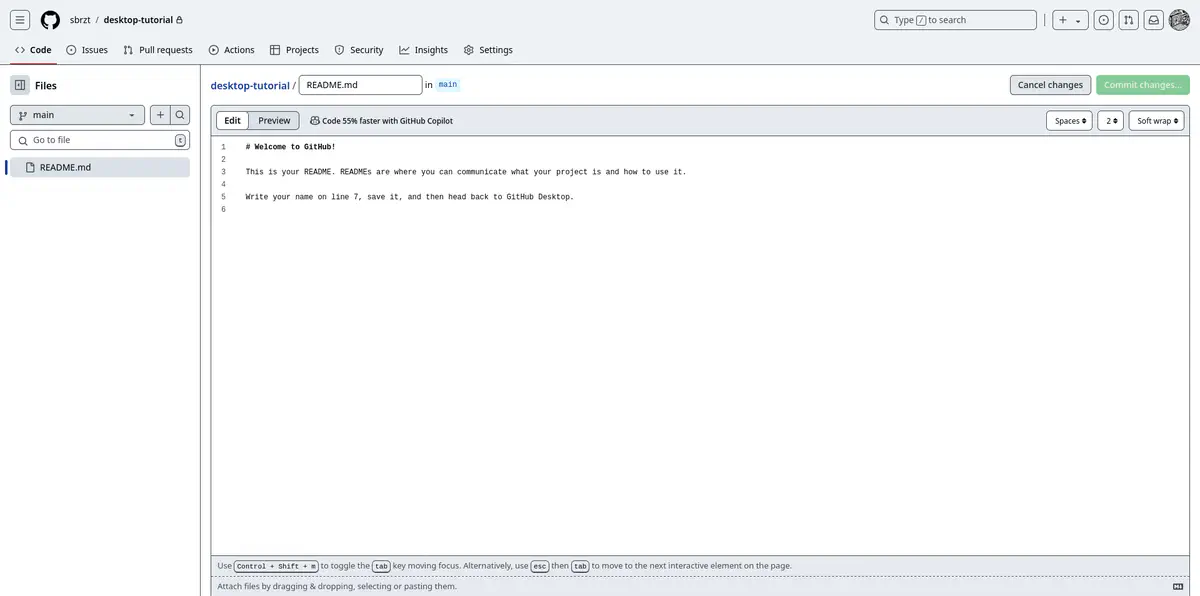 sbrzt / desktop-tutorial
Type / to search
Code Issues Pull requests Actions Projects Security Insights Settings
Files
main
Go to file t
README.md
desktop-tutorial / README.md in main
Cancel changes Commit changes...
Edit Preview Code 55% faster with GitHub Copilot
Spaces 2 Soft wrap
1 # Welcome to GitHub!
2
3 This is your README. READMEs are where you can communicate what your project is and how to use it.
4
5 Write your name on line 7, save it, and then head back to GitHub Desktop.
6
Use Control + Shift + m to toggle the tab key moving focus. Alternatively, use esc then tab to move to the next interactive element on the page.
Attach files by dragging & dropping, selecting or pasting them.